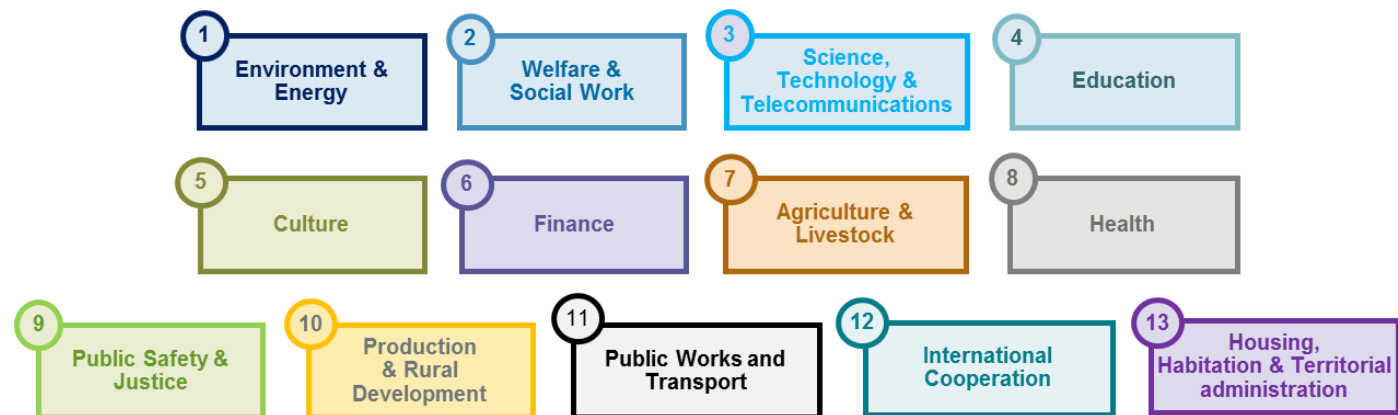 1
Environment &
Energy
2
Welfare &
Social Work
3
Science,
Technology &
Telecommunications
4
Education
5
Culture
6
Finance
7
Agriculture &
Livestock
8
Health
9
Public Safety &
Justice
10
Production
& Rural
Development
11
Public Works and
Transport
12
International
Cooperation
13
Housing,
Habitation & Territorial
administration